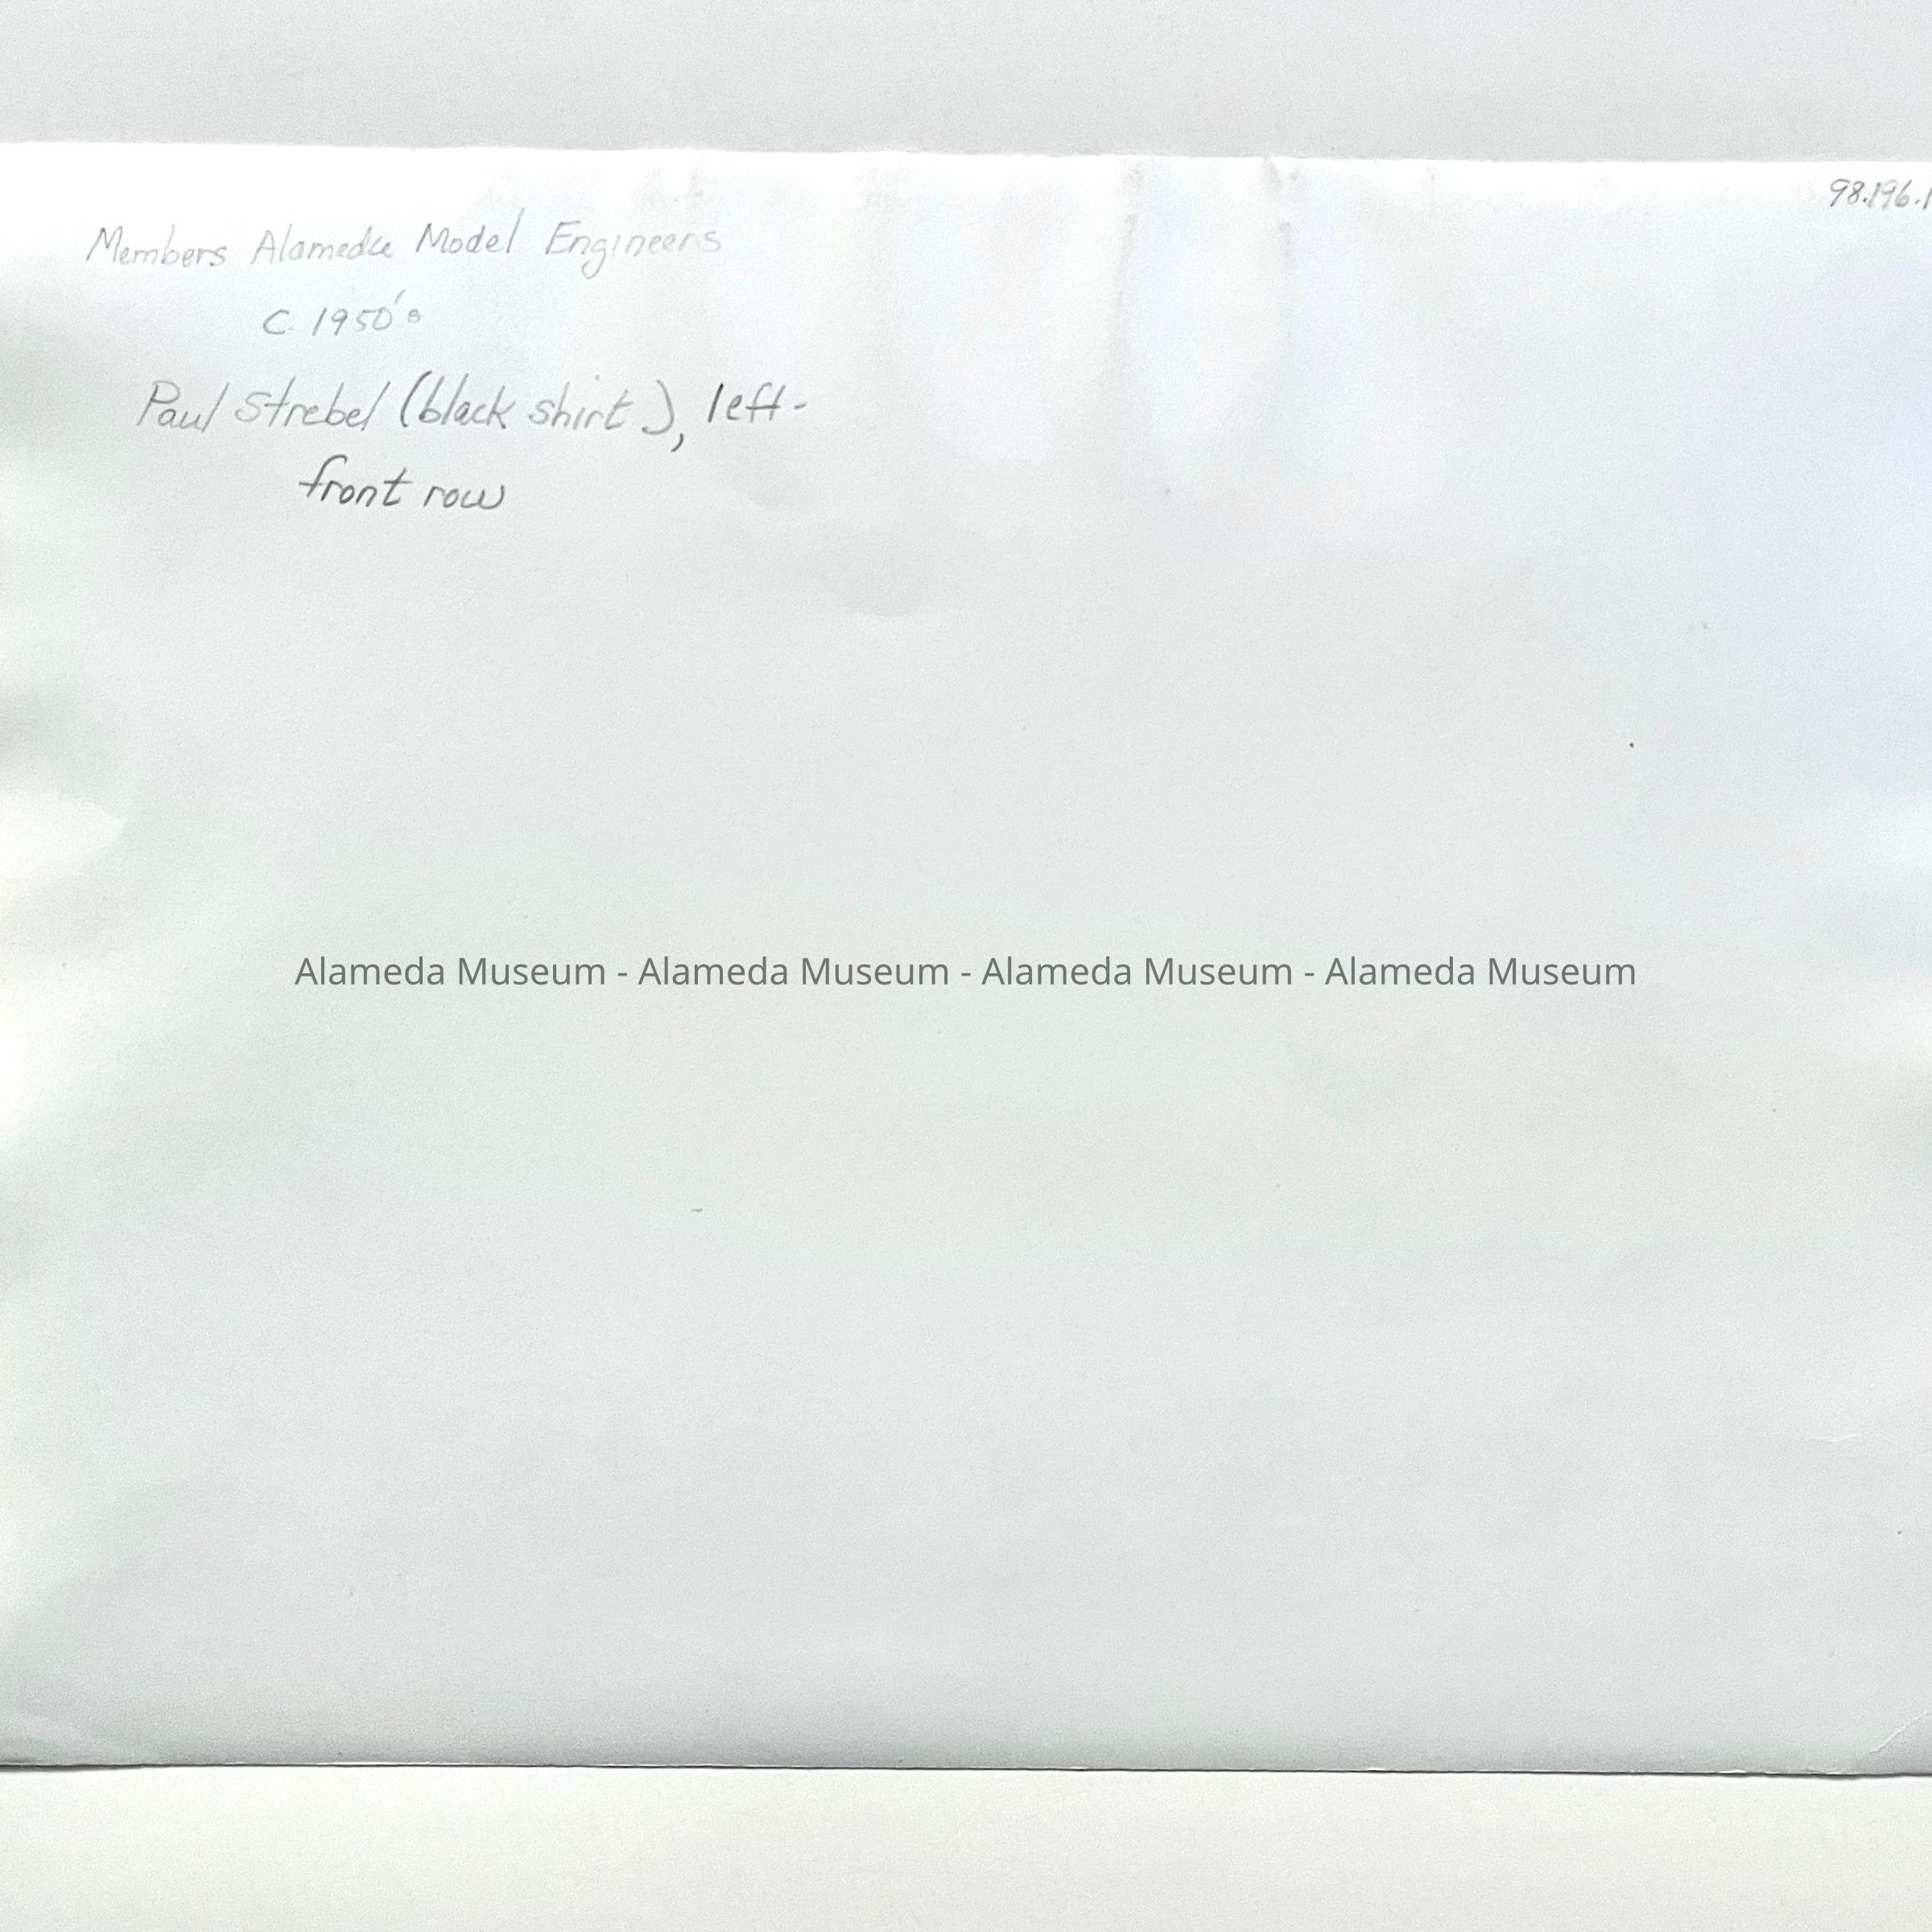 98.196.1
Members Alameda Model Engineers
C. 1950's
Paul Strebel (black shirt), left-
front row
Alameda Museum - Alameda Museum - Alameda Museum - Alameda Museum